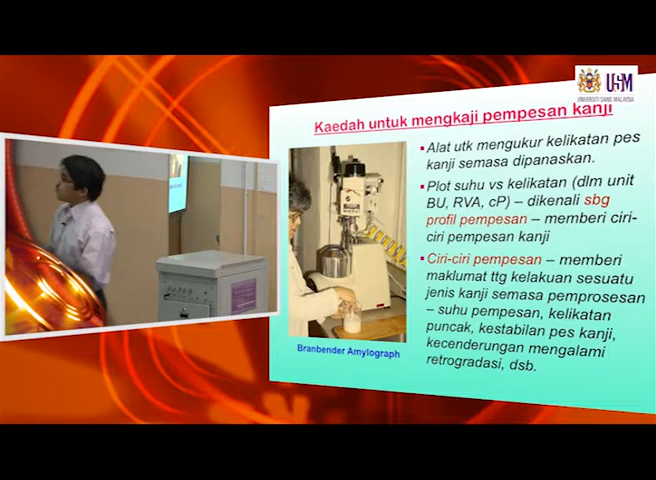 USM
UNIVERSITI SAINS MALAYSIA
Kaedah untuk mengkaji pempesan kanji
Alat utk mengukur kelikatan pes
kanji semasa dipanaskan.
Plot suhu vs kelikatan (dlm unit
BU, RVA, cP) – dikenali sbg
profil pempesan – memberi ciri-
ciri pempesan kanji
Ciri-ciri pempesan – memberi
maklumat ttg kelakuan sesuatu
jenis kanji semasa pemprosesan
– suhu pempesan, kelikatan
puncak, kestabilan pes kanji,
kecenderungan mengalami
retrogradasi, dsb.
Branbender Amylograph